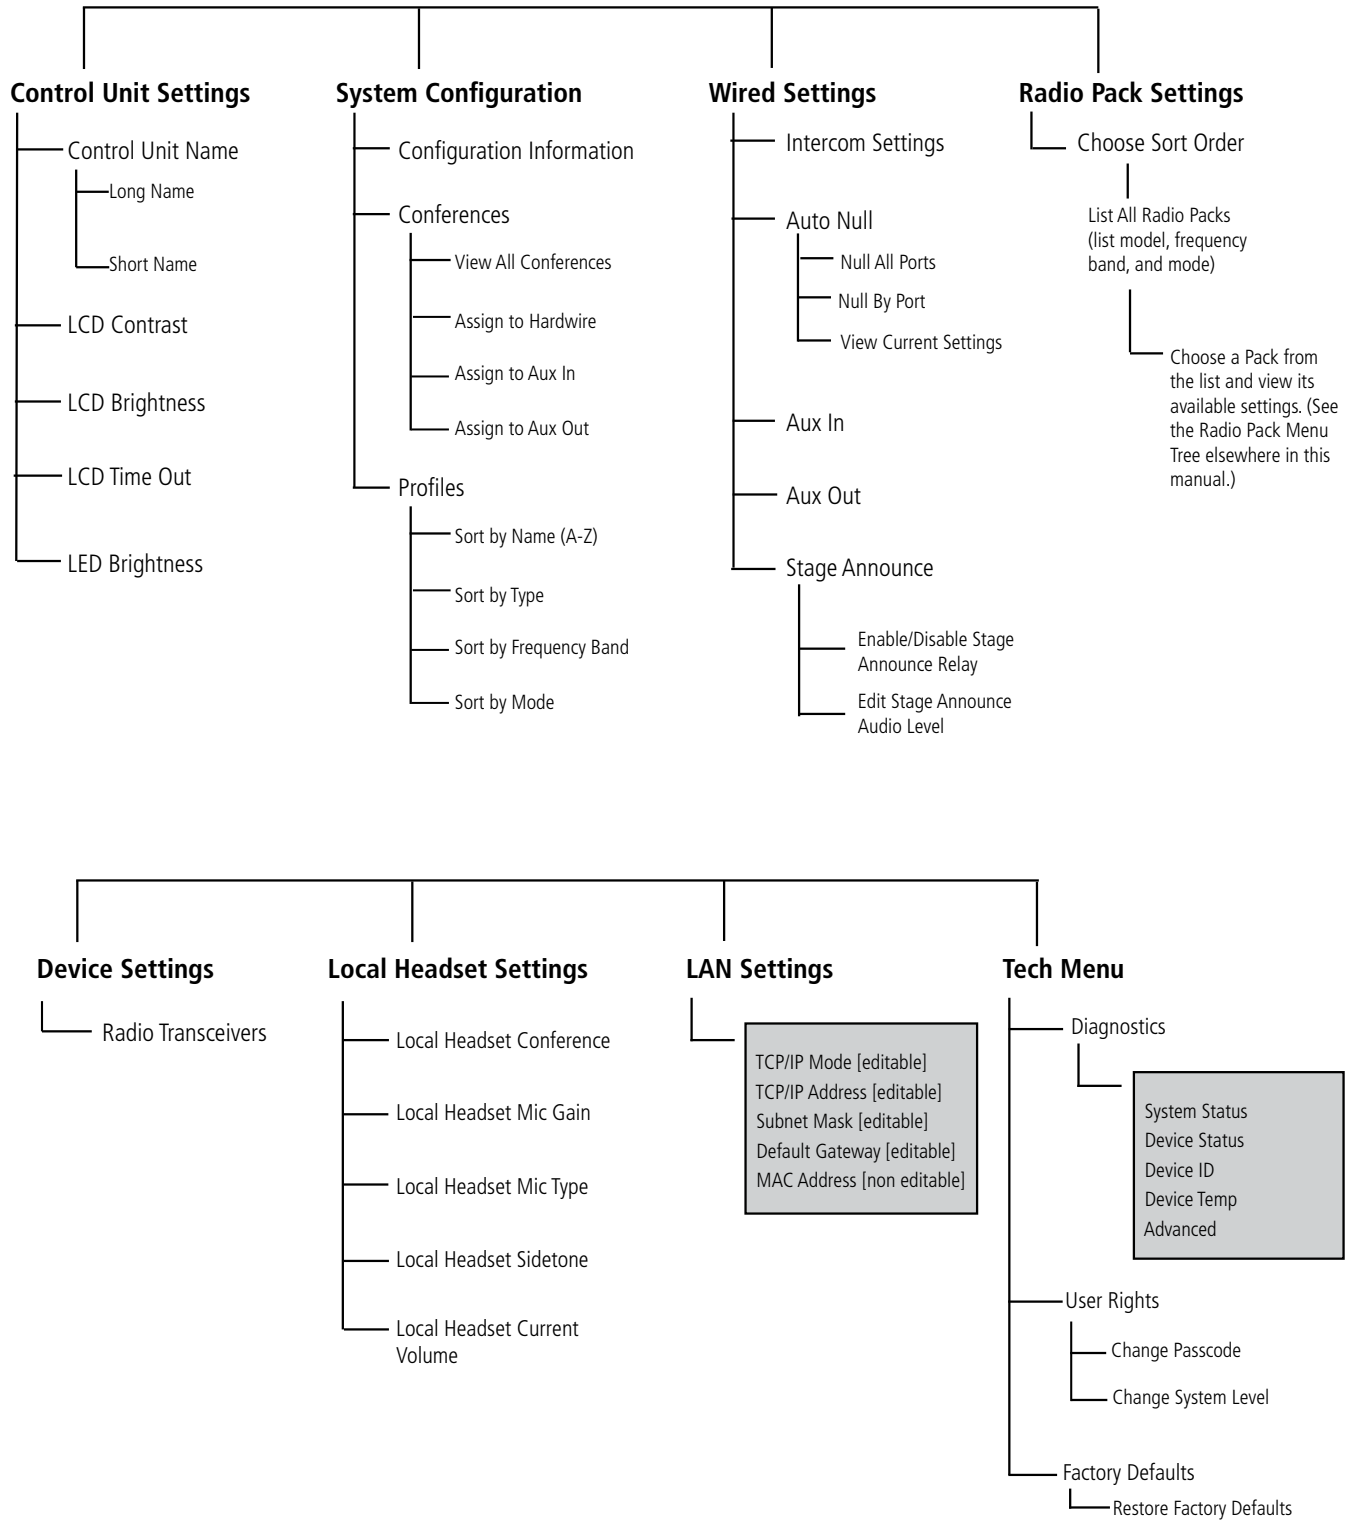 Control Unit Settings
Control Unit Name
Long Name
Short Name
LCD Contrast
LCD Brightness
LCD Time Out
LED Brightness
System Configuration
Configuration Information
Conferences
View All Conferences
Assign to Hardwire
Assign to Aux In
Assign to Aux Out
Profiles
Sort by Name (A-Z)
Sort by Type
Sort by Frequency Band
Sort by Mode
Wired Settings
Intercom Settings
Auto Null
Null All Ports
Null By Port
View Current Settings
Aux In
Aux Out
Stage Announce
Enable/Disable Stage
Announce Relay
Edit Stage Announce
Audio Level
Radio Pack Settings
Choose Sort Order
List All Radio Packs
(list model, frequency
band, and mode)
Choose a Pack from
the list and view its
available settings. (See
the Radio Pack Menu
Tree elsewhere in this
manual.)
Device Settings
Radio Transceivers
Local Headset Settings
Local Headset Conference
Local Headset Mic Gain
Local Headset Mic Type
Local Headset Sidetone
Local Headset Current
Volume
LAN Settings
TCP/IP Mode [editable]
TCP/IP Address [editable]
Subnet Mask [editable]
Default Gateway [editable]
MAC Address [non editable]
Tech Menu
Diagnostics
System Status
Device Status
Device ID
Device Temp
Advanced
User Rights
Change Passcode
Change System Level
Factory Defaults
Restore Factory Defaults